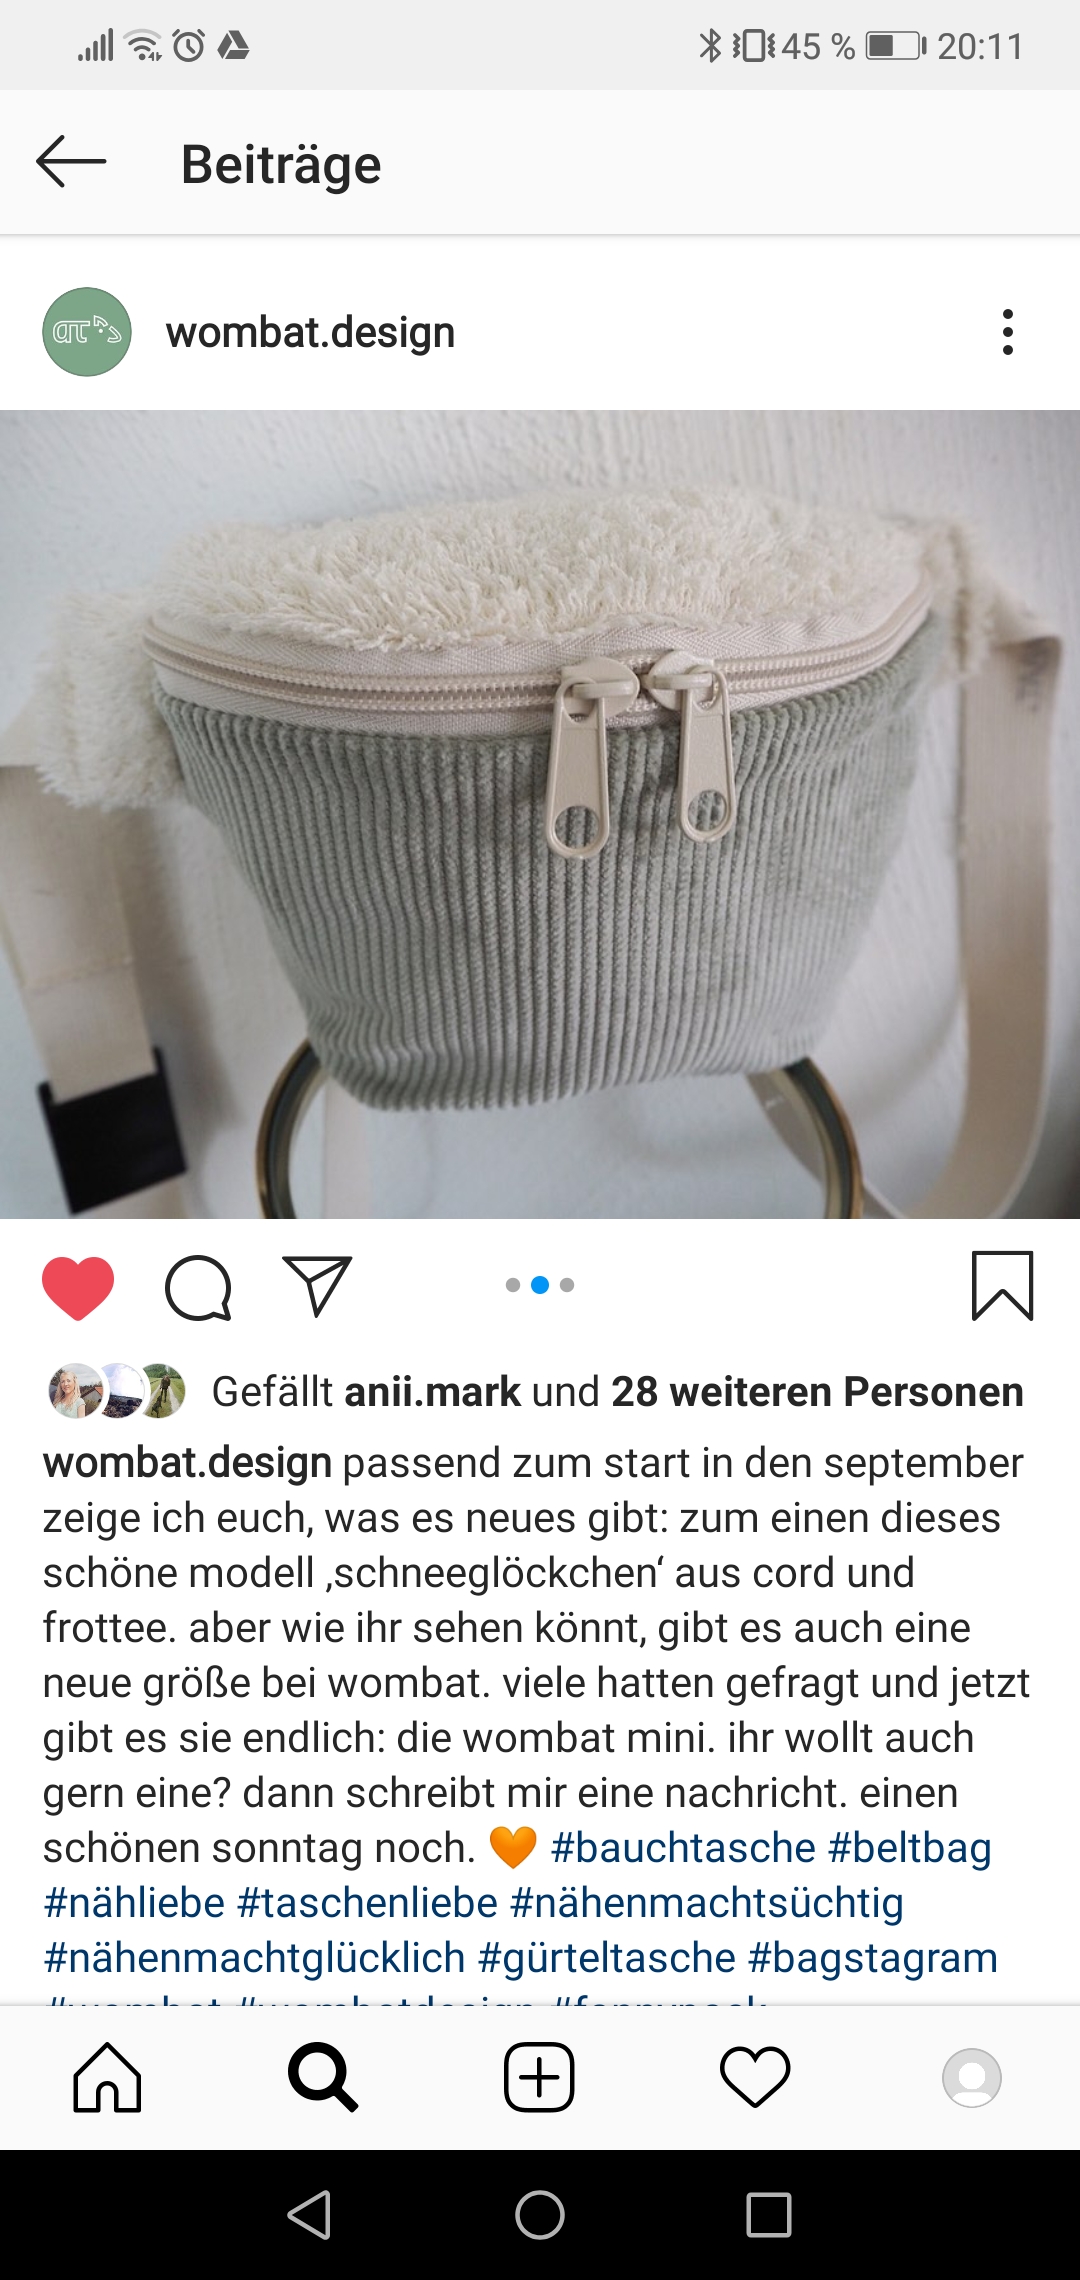 45 % 20:11
Beiträge
wombat.design
Gefällt anii.mark und 28 weiteren Personen
wombat.design passend zum start in den september
zeige ich euch, was es neues gibt: zum einen dieses
schöne modell ‚schneeglöckchen‘ aus cord und
frottee. aber wie ihr sehen könnt, gibt es auch eine
neue größe bei wombat. viele hatten gefragt und jetzt
gibt es sie endlich: die wombat mini. ihr wollt auch
gern eine? dann schreibt mir eine nachricht. einen
schönen sonntag noch. 🧡 #bauchtasche #beltbag
#nähliebe #taschenliebe #nähenmachtsüchtig
#nähenmachtglücklich #gürteltasche #bagstagram
#wombat #wombatdesign #fannypack